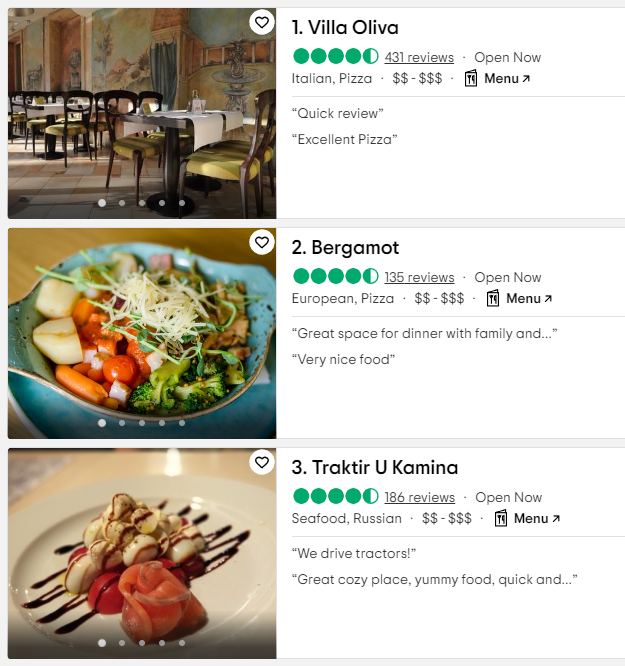 1. Villa Oliva
431 reviews · Open Now
Italian, Pizza · $$ - $$$ · Menu
“Quick review”
“Excellent Pizza”
2. Bergamot
135 reviews · Open Now
European, Pizza · $$ - $$$ · Menu
“Great space for dinner with family and...”
“Very nice food”
3. Traktir U Kamina
186 reviews · Open Now
Seafood, Russian · $$ - $$$ · Menu
“We drive tractors!”
“Great cozy place, yummy food, quick and...”